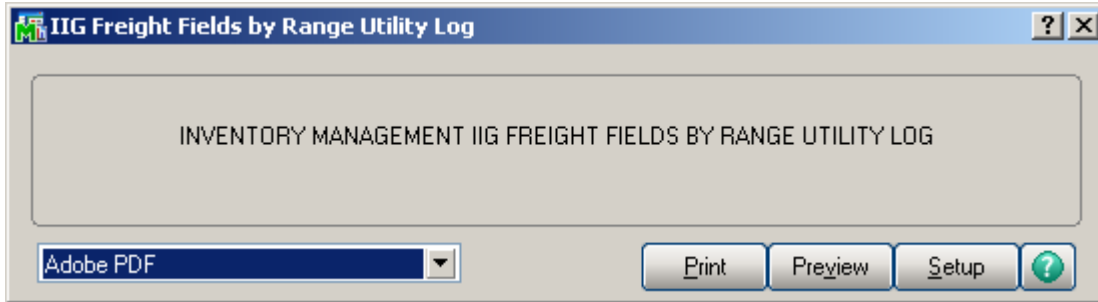 IIG Freight Fields by Range Utility Log
INVENTORY MANAGEMENT IIG FREIGHT FIELDS BY RANGE UTILITY LOG
Adobe PDF
Print Preview Setup